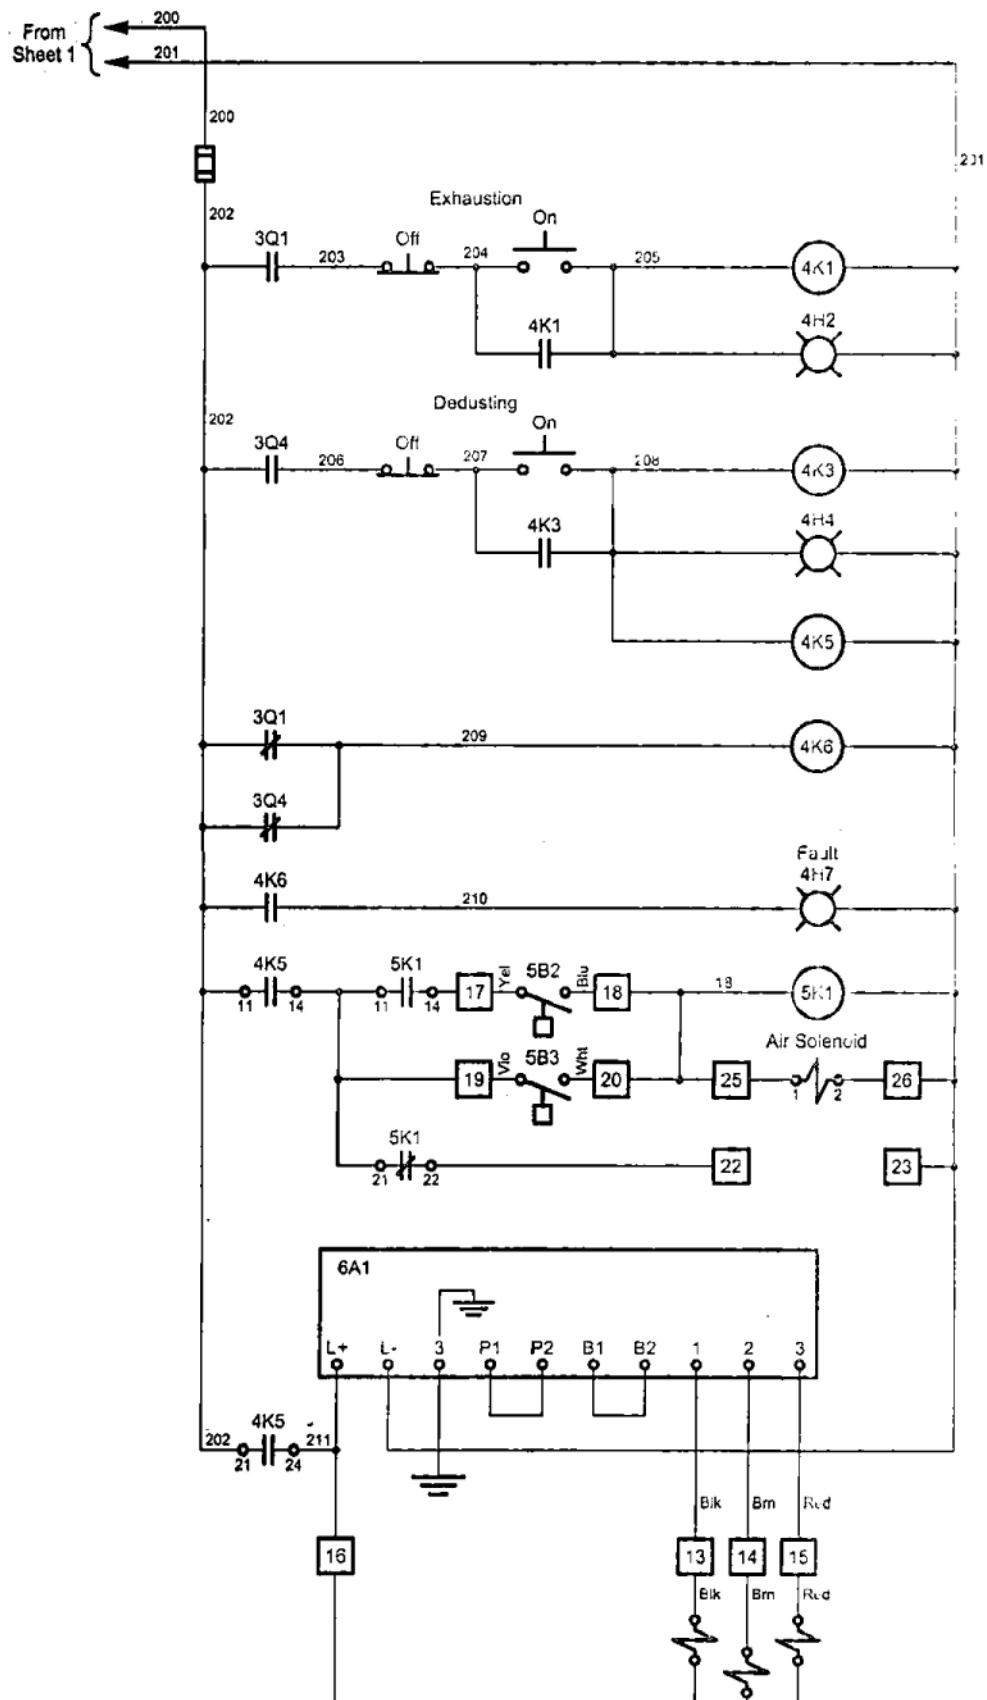 200
From
Sheet 1
201
200
201
202
Exhaustion
On
3Q1
203
Off
204
205
4K1
4K1
4H2
Dedusting
202
On
3Q4
206
Off
207
208
4K3
4K3
4H4
4K5
3Q1
209
4K6
3Q4
Fault
4H7
4K6
210
4K5
11 14
5K1
11 14
17
Yel
5B2
Blu
18
18
5K1
Air Solenoid
19
Vio
5B3
Wht
20
25
1 2
26
5K1
21 22
22
23
6A1
L+ L- 3 P1 P2 B1 B2 1 2 3
202
4K5
21 24
211
Blk Brn Red
16
13 14 15
Blk Brn Red